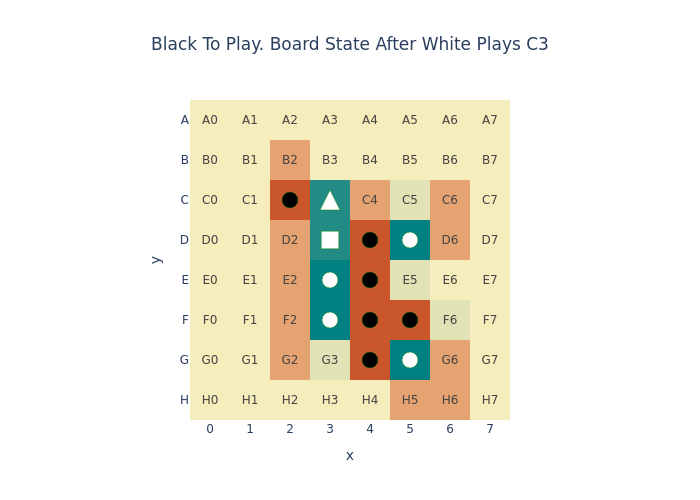 Black To Play. Board State After White Plays C3
A A0 A1 A2 A3 A4 A5 A6 A7
B B0 B1 B2 B3 B4 B5 B6 B7
C C0 C1 C4 C5 C6 C7
D D0 D1 D2 D6 D7
y
E E0 E1 E2 E5 E6 E7
F F0 F1 F2 F6 F7
G G0 G1 G2 G3 G6 G7
H H0 H1 H2 H3 H4 H5 H6 H7
0 1 2 3 4 5 6 7
x